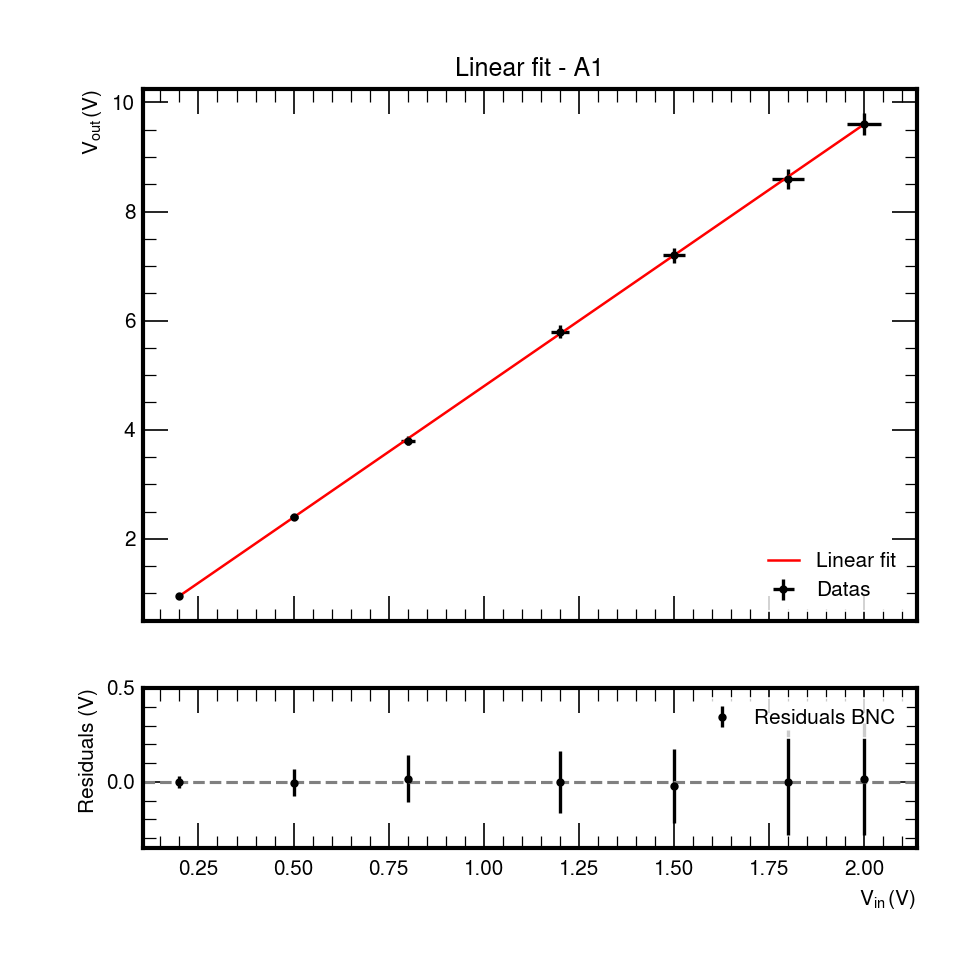 Linear fit - A1
V_out (V)
10
8
6
4
2
Linear fit
Datas
Residuals (V)
0.5
0.0
Residuals BNC
0.25 0.50 0.75 1.00 1.25 1.50 1.75 2.00
V_in (V)